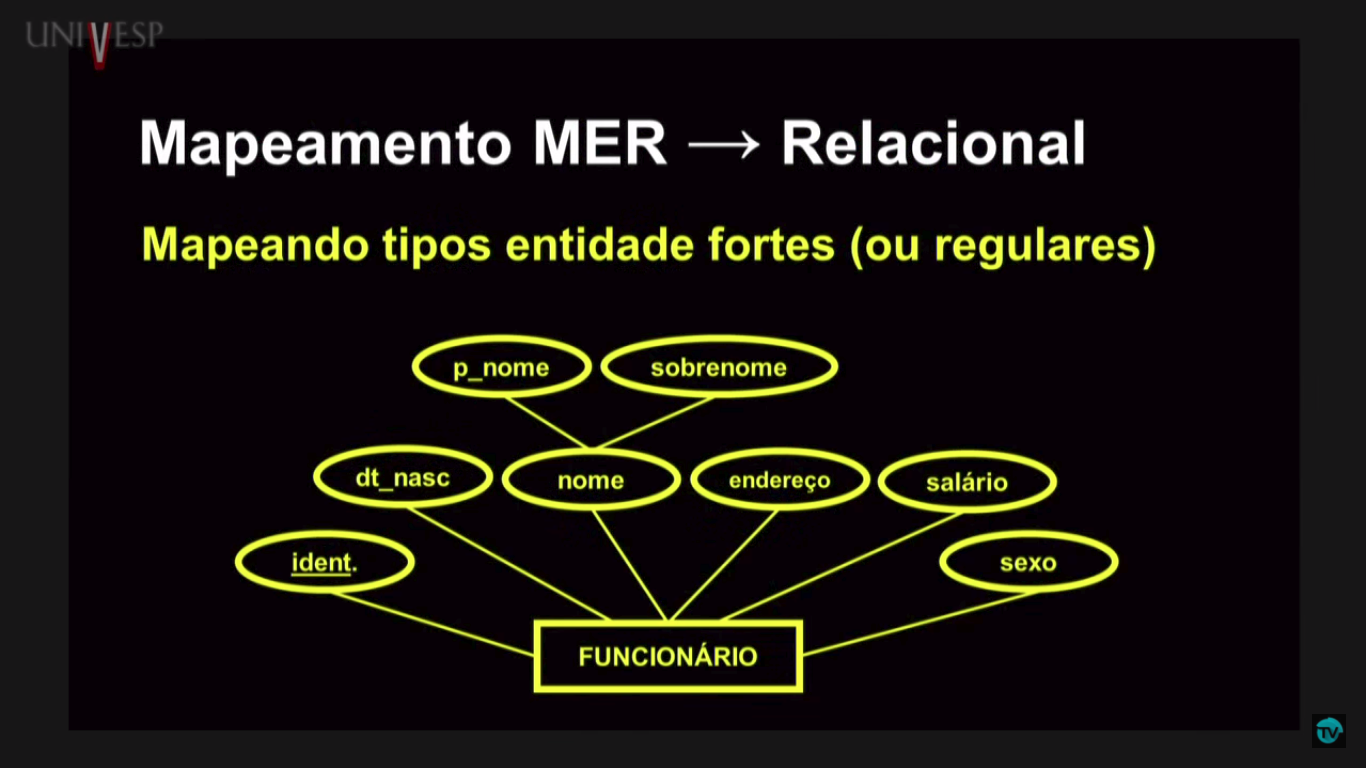 UNIVESP
Mapeamento MER → Relacional
Mapeando tipos entidade fortes (ou regulares)
p_nome sobrenome
dt_nasc nome endereço salário
ident. sexo
FUNCIONÁRIO
TV